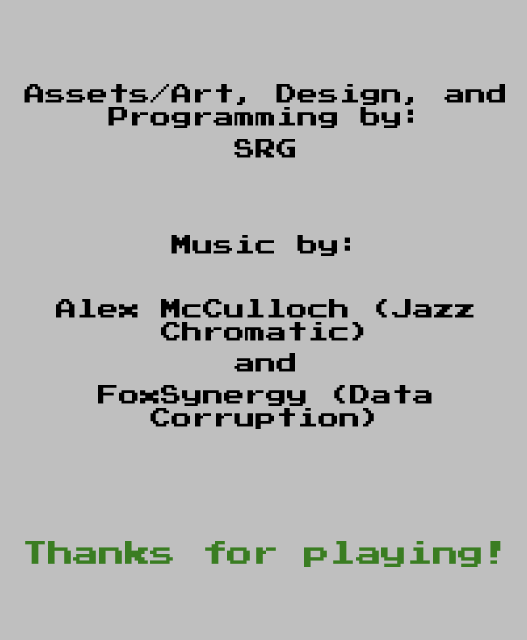 Assets/Art, Design, and
Programming by:
SRG
Music by:
Alex McCulloch (Jazz
Chromatic)
and
FoxSynergy (Data
Corruption)
Thanks for playing!